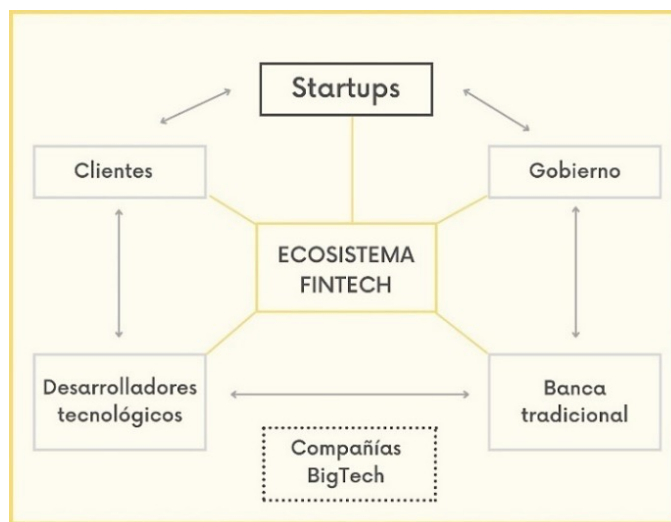 Startups
Clientes
Gobierno
ECOSISTEMA
FINTECH
Desarrolladores
tecnológicos
Banca
tradicional
Compañías
BigTech